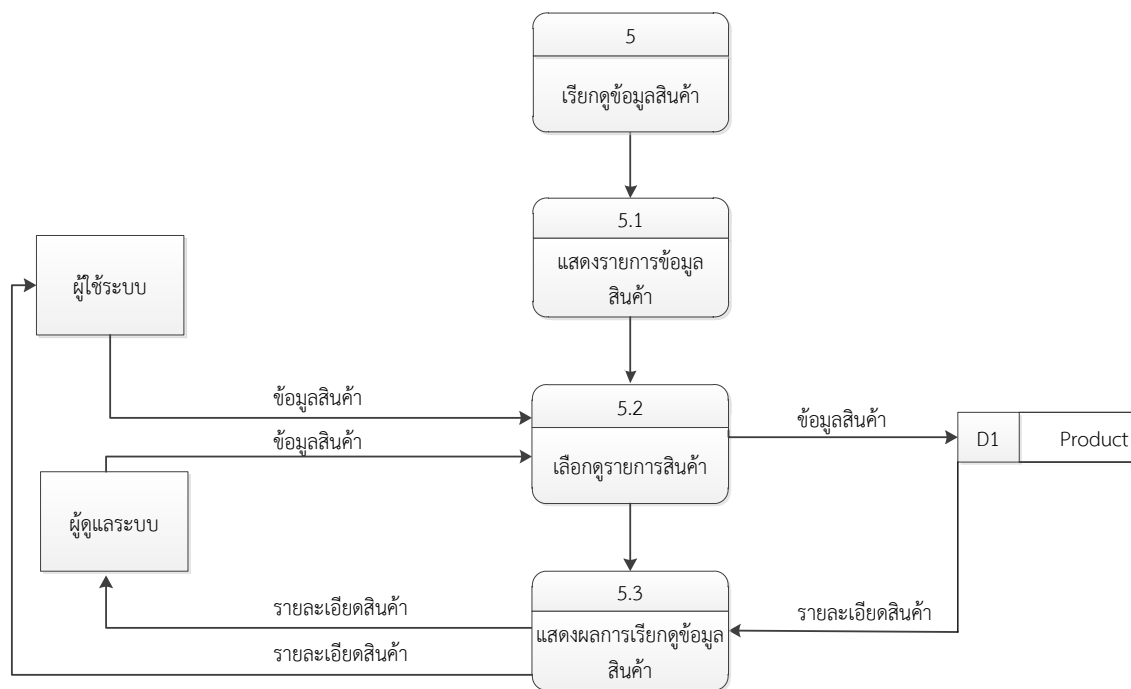 5
เรียกดูข้อมูลสินค้า
5.1
แสดงรายการข้อมูล
สินค้า
ผู้ใช้ระบบ
ข้อมูลสินค้า
5.2
เลือกดูรายการสินค้า
ข้อมูลสินค้า
D1
Product
ข้อมูลสินค้า
ผู้ดูแลระบบ
รายละเอียดสินค้า
5.3
แสดงผลการเรียกดูข้อมูล
สินค้า
รายละเอียดสินค้า
รายละเอียดสินค้า